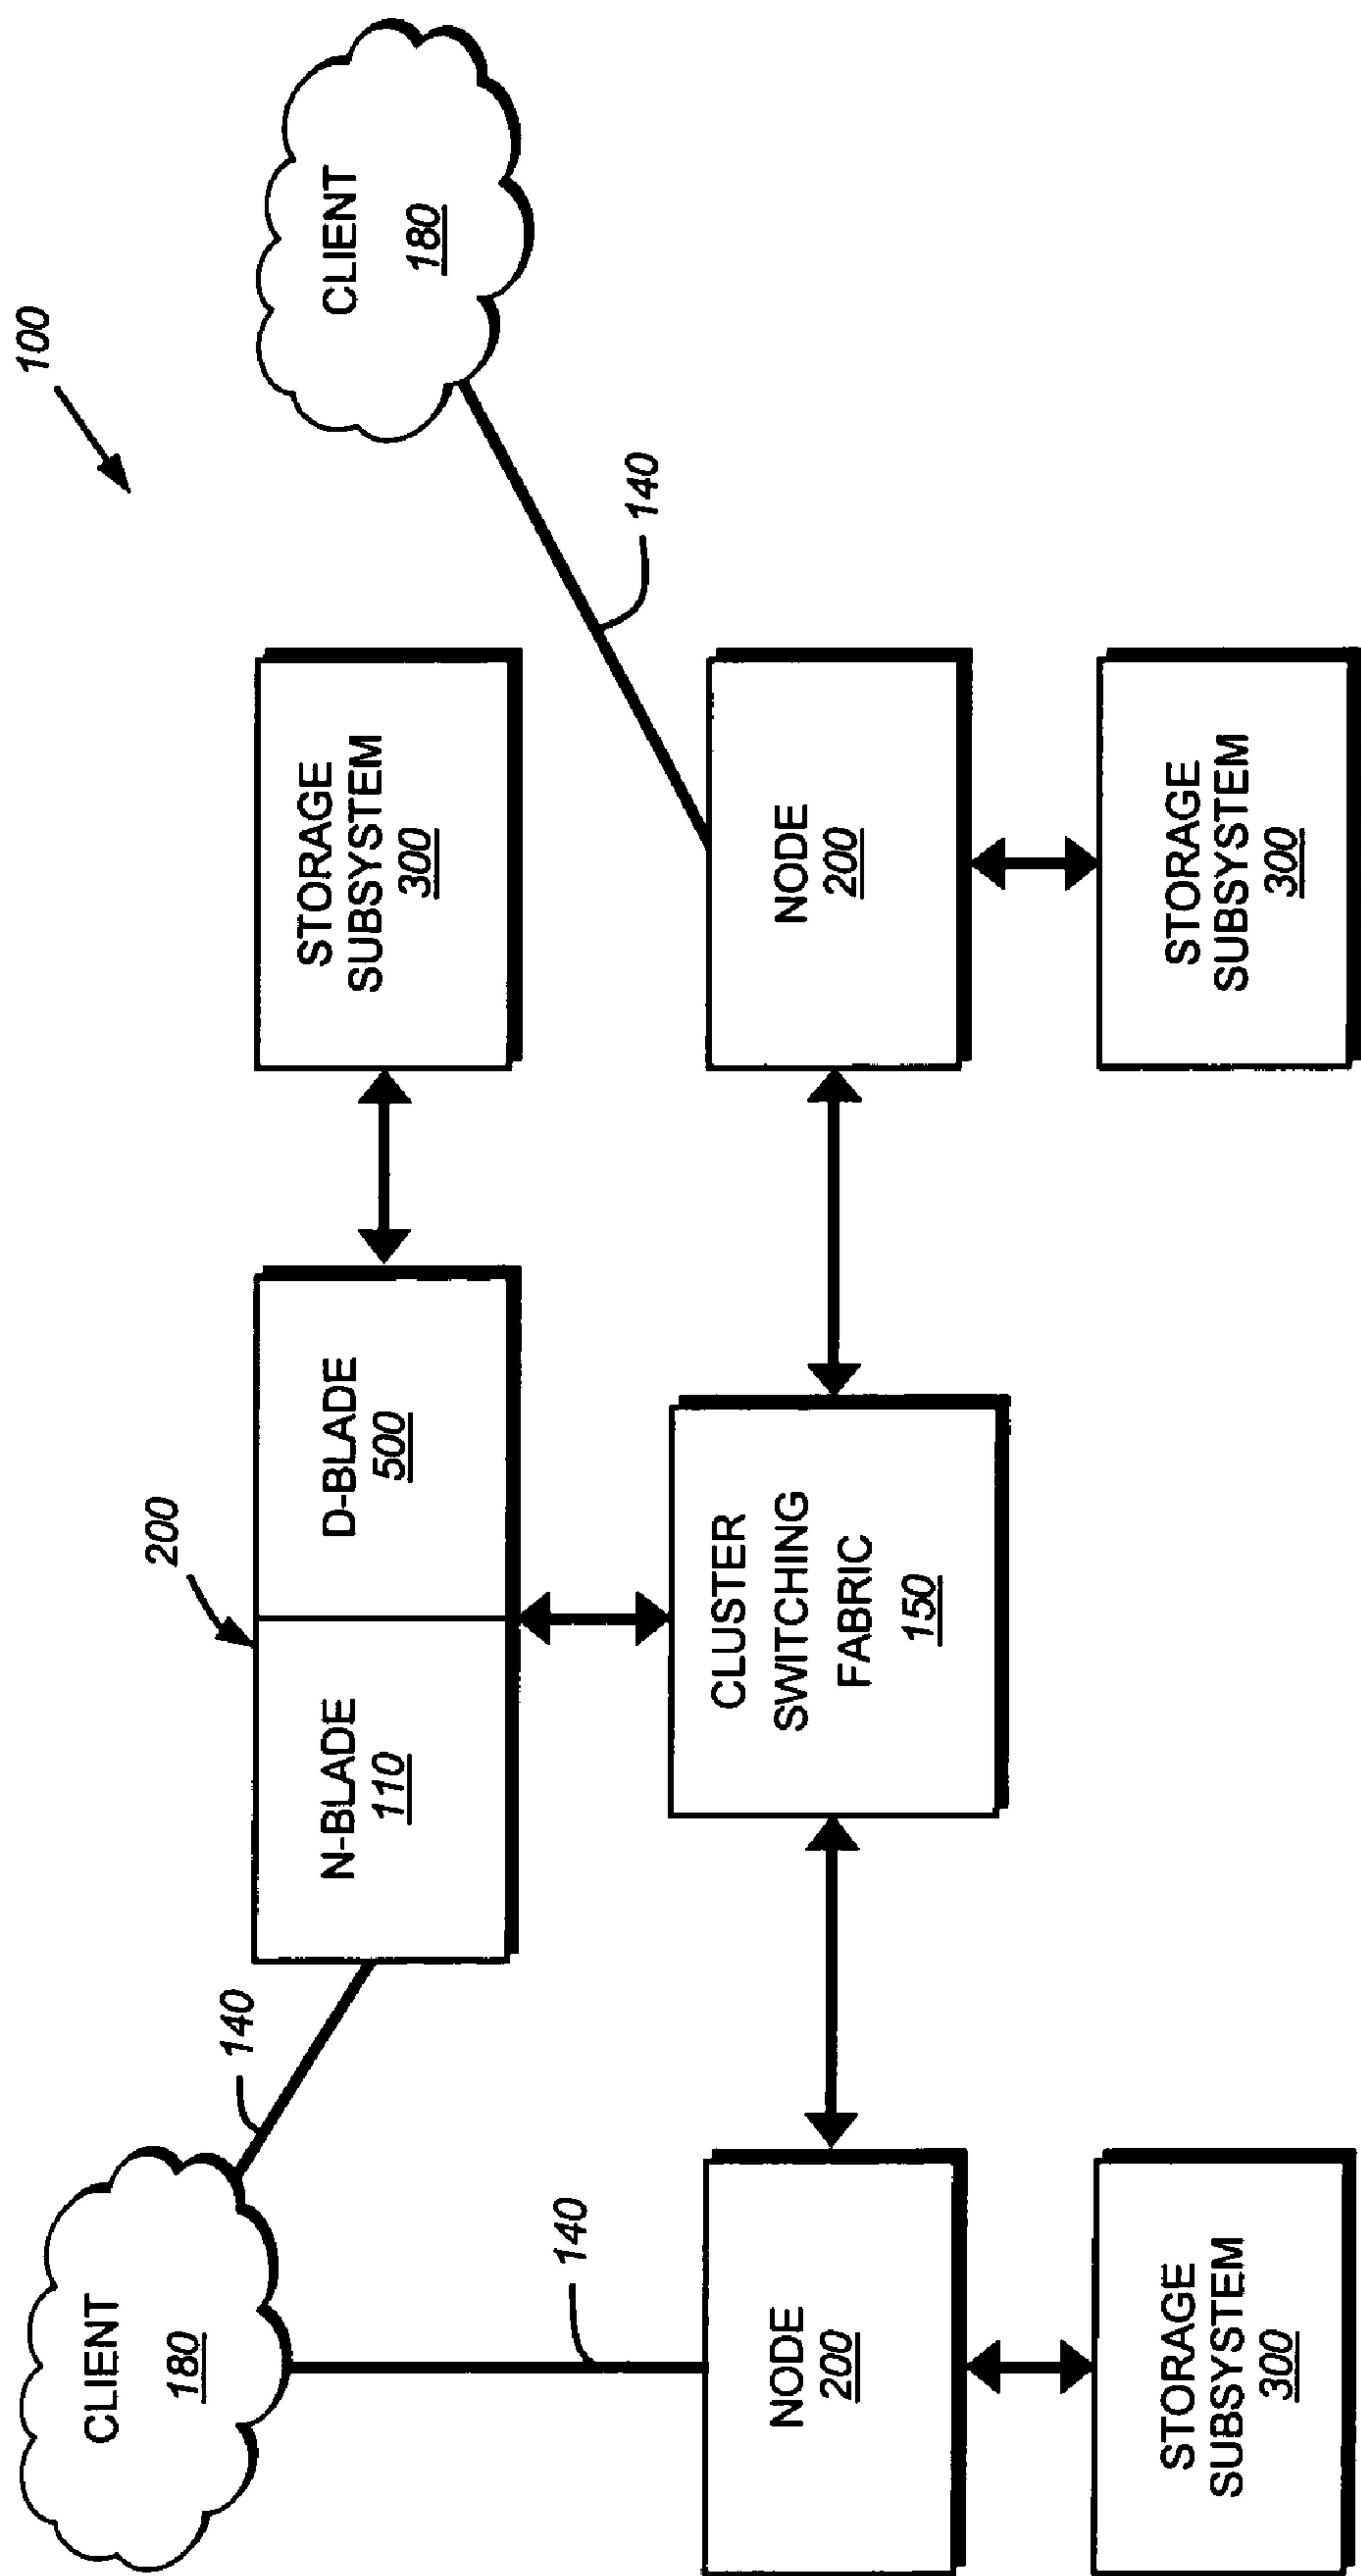 100
CLIENT
180
140
200
CLIENT
180
140
N-BLADE
110
D-BLADE
500
STORAGE
SUBSYSTEM
300
140
NODE
200
CLUSTER
SWITCHING
FABRIC
150
NODE
200
STORAGE
SUBSYSTEM
300
STORAGE
SUBSYSTEM
300
140